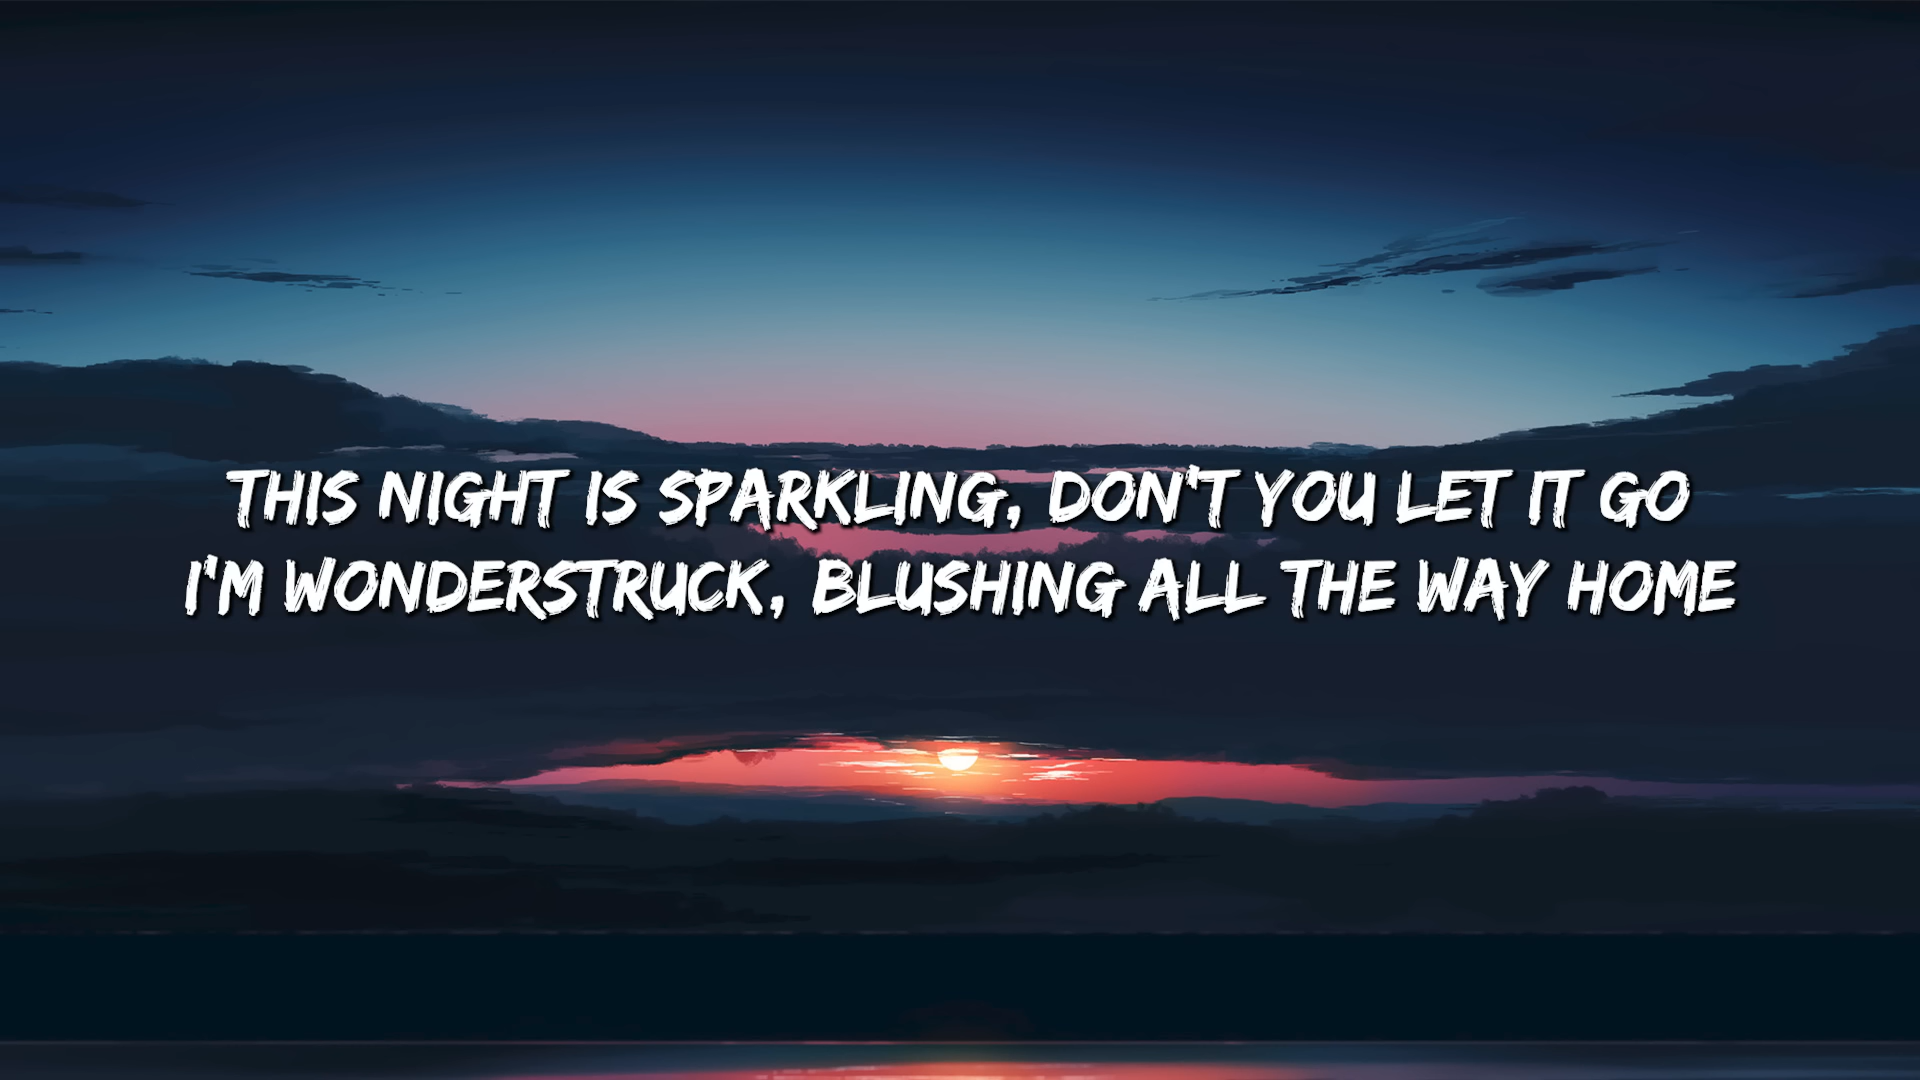 THIS NIGHT IS SPARKLING, DON'T YOU LET IT GO
I'M WONDERSTRUCK, BLUSHING ALL THE WAY HOME